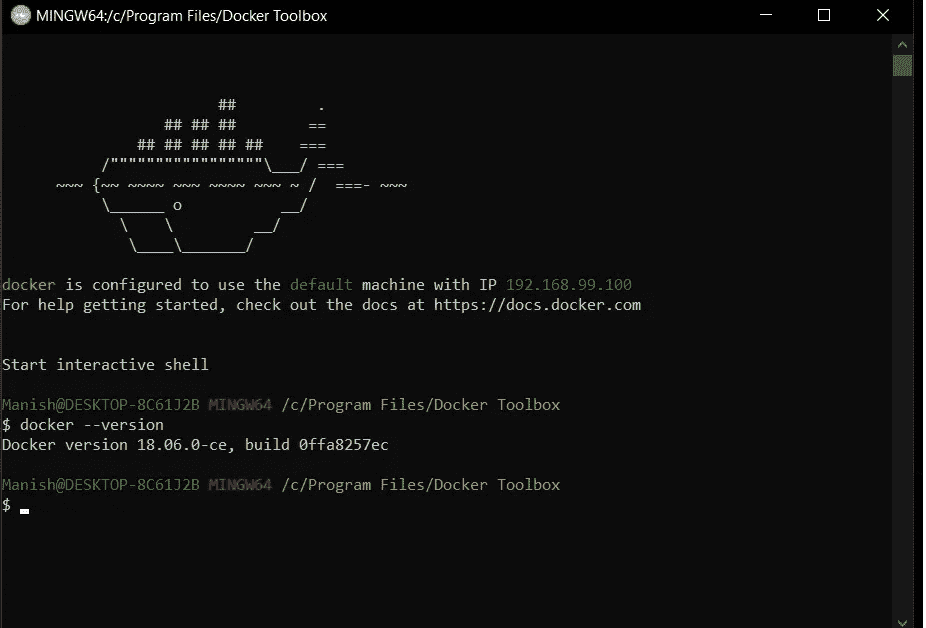 MINGW64:/c/Program Files/Docker Toolbox
                        ##         .
                  ## ## ##        ==
               ## ## ## ## ##    ===
           /"""""""""""""""""\___/ ===
      ~~~ {~~ ~~~~ ~~~ ~~~~ ~~~ ~ /  ===- ~~~
           \______ o           __/
             \    \         __/
              \____\_______/
docker is configured to use the default machine with IP 192.168.99.100
For help getting started, check out the docs at https://docs.docker.com
Start interactive shell
Manish@DESKTOP-8C61J2B MINGW64 /c/Program Files/Docker Toolbox
$ docker --version
Docker version 18.06.0-ce, build 0ffa8257ec
Manish@DESKTOP-8C61J2B MINGW64 /c/Program Files/Docker Toolbox
$